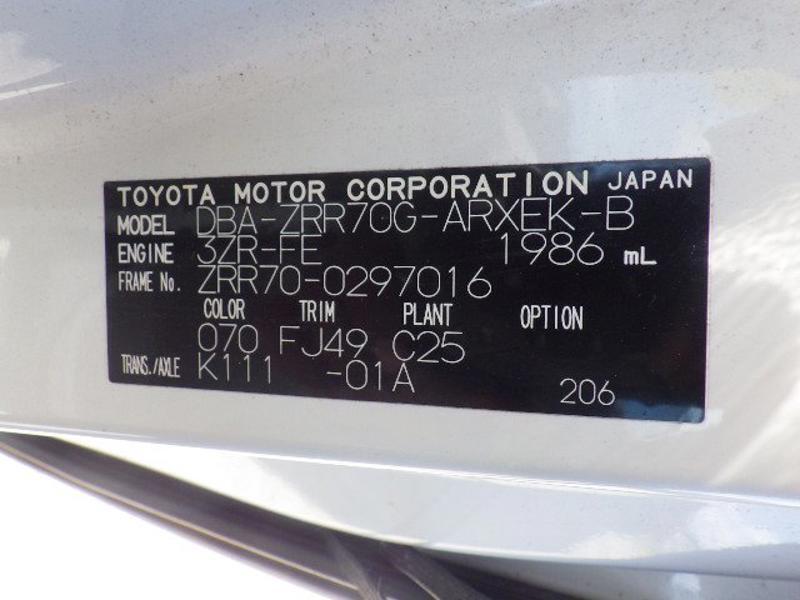 TOYOTA MOTOR CORPORATION JAPAN
MODEL DBA-ZRR70G-ARXEK-B
ENGINE 3ZR-FE 1986 mL
FRAME No. ZRR70-0297016
COLOR TRIM PLANT OPTION
070 FJ49 C25
TRANS./AXLE K111 -01A
206